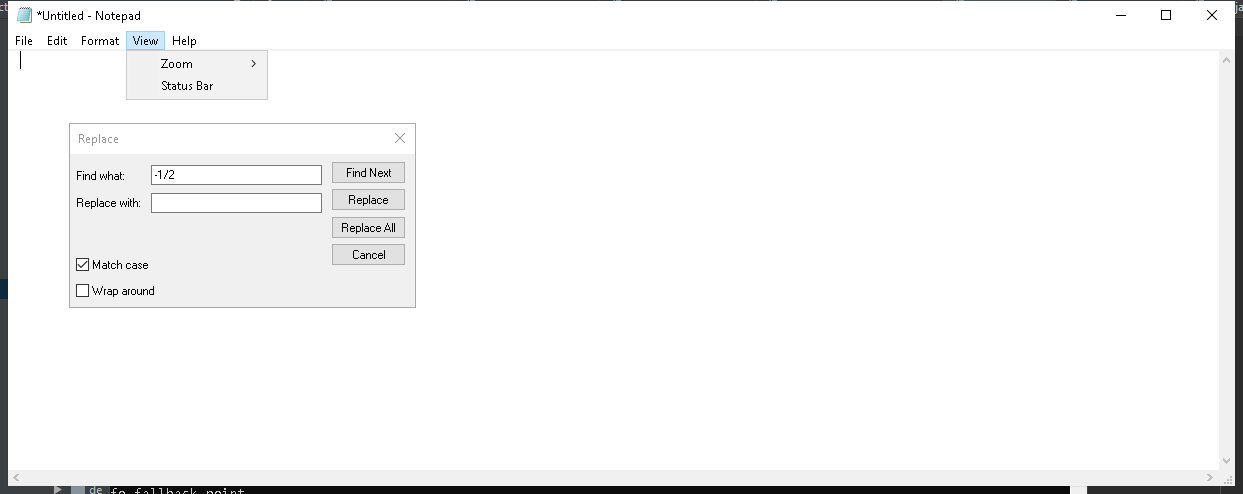 *Untitled - Notepad
File Edit Format View Help
Zoom
Status Bar
Replace
Find what: -1/2 Find Next
Replace with: Replace
Replace All
Cancel
Match case
Wrap around
de fo fallback point